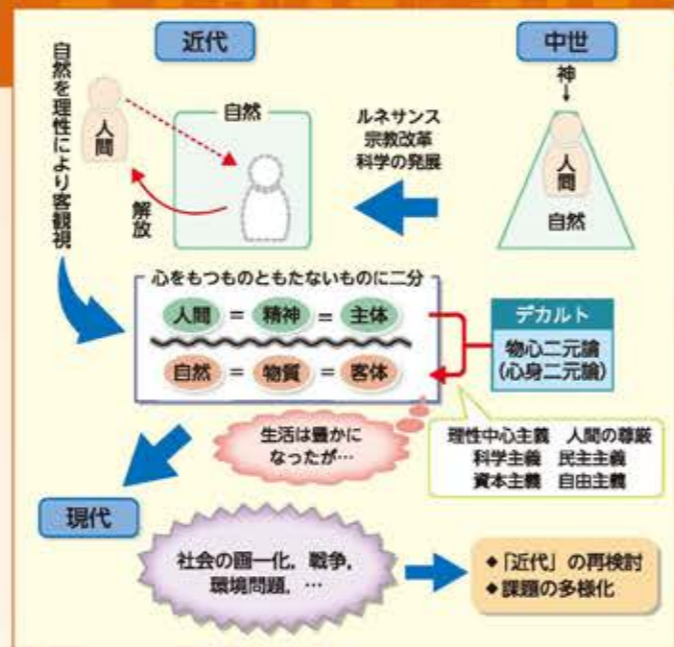 中世
神
↓
人間
自然
ルネサンス
宗教改革
科学の発展
近代
自然を理性により客観視
人間
自然
解放
心をもつものともたないものに二分
人間 = 精神 = 主体
自然 = 物質 = 客体
デカルト
物心二元論
(心身二元論)
理性中心主義 人間の尊厳
科学主義 民主主義
資本主義 自由主義
生活は豊かに
なったが…
現代
社会の画一化,戦争,
環境問題,…
◆「近代」の再検討
◆課題の多様化